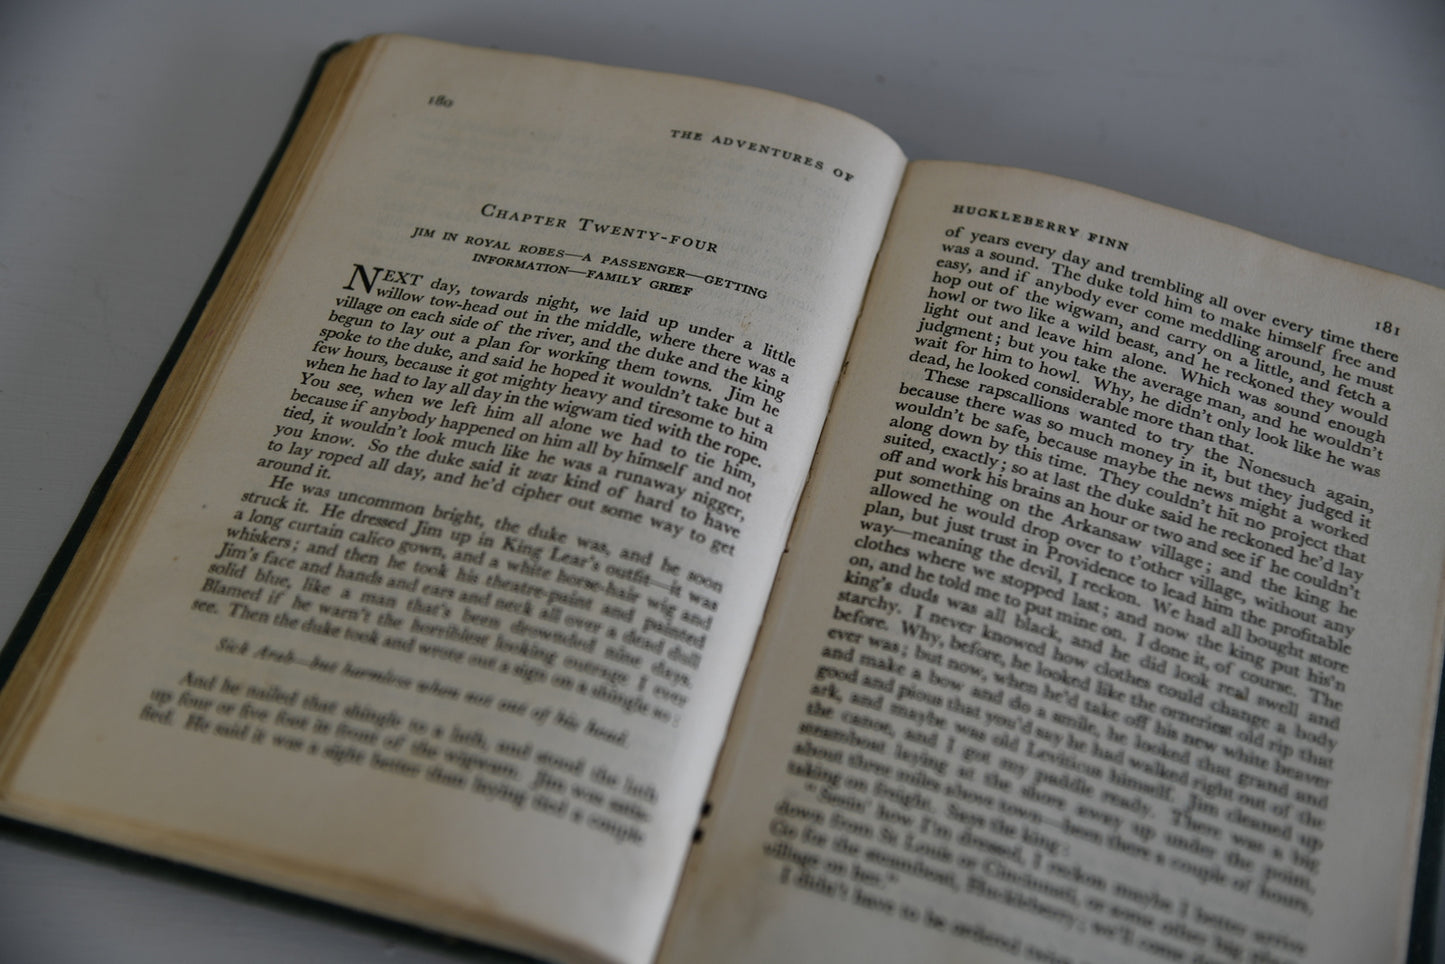 180
THE ADVENTURES OF
CHAPTER TWENTY-FOUR
JIM IN ROYAL ROBES—A PASSENGER—GETTING
INFORMATION—FAMILY GRIEF
NEXT day, towards night, we laid up under a little
willow tow-head out in the middle, where there was a
village on each side of the river, and the duke and the king
begun to lay out a plan for working them towns. Jim he
spoke to the duke, and said he hoped it wouldn't take but a
few hours, because it got mighty heavy and tiresome to him
when he had to lay all day in the wigwam tied with the rope.
You see, when we left him all alone we had to tie him,
because if anybody happened on him all by himself and not
tied, it wouldn't look much like he was a runaway nigger,
you know. So the duke said it was kind of hard to have
to lay roped all day, and he'd cipher out some way to get
around it.
He was uncommon bright, the duke was, and he soon
struck it. He dressed Jim up in King Lear's outfit—it was
a long curtain calico gown, and a white horse-hair wig and
whiskers; and then he took his theatre-paint and painted
Jim's face and hands and ears and neck all over a dead dull
solid blue, like a man that's been drownded nine days.
Blamed if he warn't the horriblest looking outrage I ever
see. Then the duke took and wrote out a sign on a shingle so:
Sick Arab—but harmless when not out of his head.
And he nailed that shingle to a lath, and stood the lath
up four or five foot in front of the wigwam. Jim was satis-
fied. He said it was a sight better than laying tied a couple
HUCKLEBERRY FINN
181
of years every day and trembling all over every time there
was a sound. The duke told him to make himself free and
easy, and if anybody ever come meddling around, he must
hop out of the wigwam, and carry on a little, and fetch a
howl or two like a wild beast, and he reckoned they would
light out and leave him alone. Which was sound enough
judgment; but you take the average man, and he wouldn't
wait for him to howl. Why, he didn't only look like he was
dead, he looked considerable more than that.
These rapscallions wanted to try the Nonesuch again,
because there was so much money in it, but they judged it
wouldn't be safe, because maybe the news might a worked
along down by this time. They couldn't hit no project that
suited, exactly; so at last the duke said he reckoned he'd lay
off and work his brains an hour or two and see if he couldn't
put something on the Arkansaw village; and the king he
allowed he would drop over to t'other village, without any
plan, but just trust in Providence to lead him the profitable
way—meaning the devil, I reckon. We had all bought store
clothes where we stopped last; and now the king put his'n
on, and he told me to put mine on. I done it, of course. The
king's duds was all black, and he did look real swell and
starchy. I never knowed how clothes could change a body
before. Why, before, he looked like the orneriest old rip that
ever was; but now, when he'd take off his new white beaver
and make a bow and do a smile, he looked that grand and
good and pious that you'd say he had walked right out of the
ark, and maybe was old Leviticus himself. Jim cleaned up
the canoe, and I got my paddle ready. There was a big
steamboat laying at the shore away up under the point,
about three miles above town—been there a couple of hours,
taking on freight. Says the king:
"Seein' how I'm dressed, I reckon maybe I better arrive
down from St Louis or Cincinnati, or some other big place.
Go for the steamboat, Huckleberry; we'll come down
village on her."
I didn't have to be ordered twice